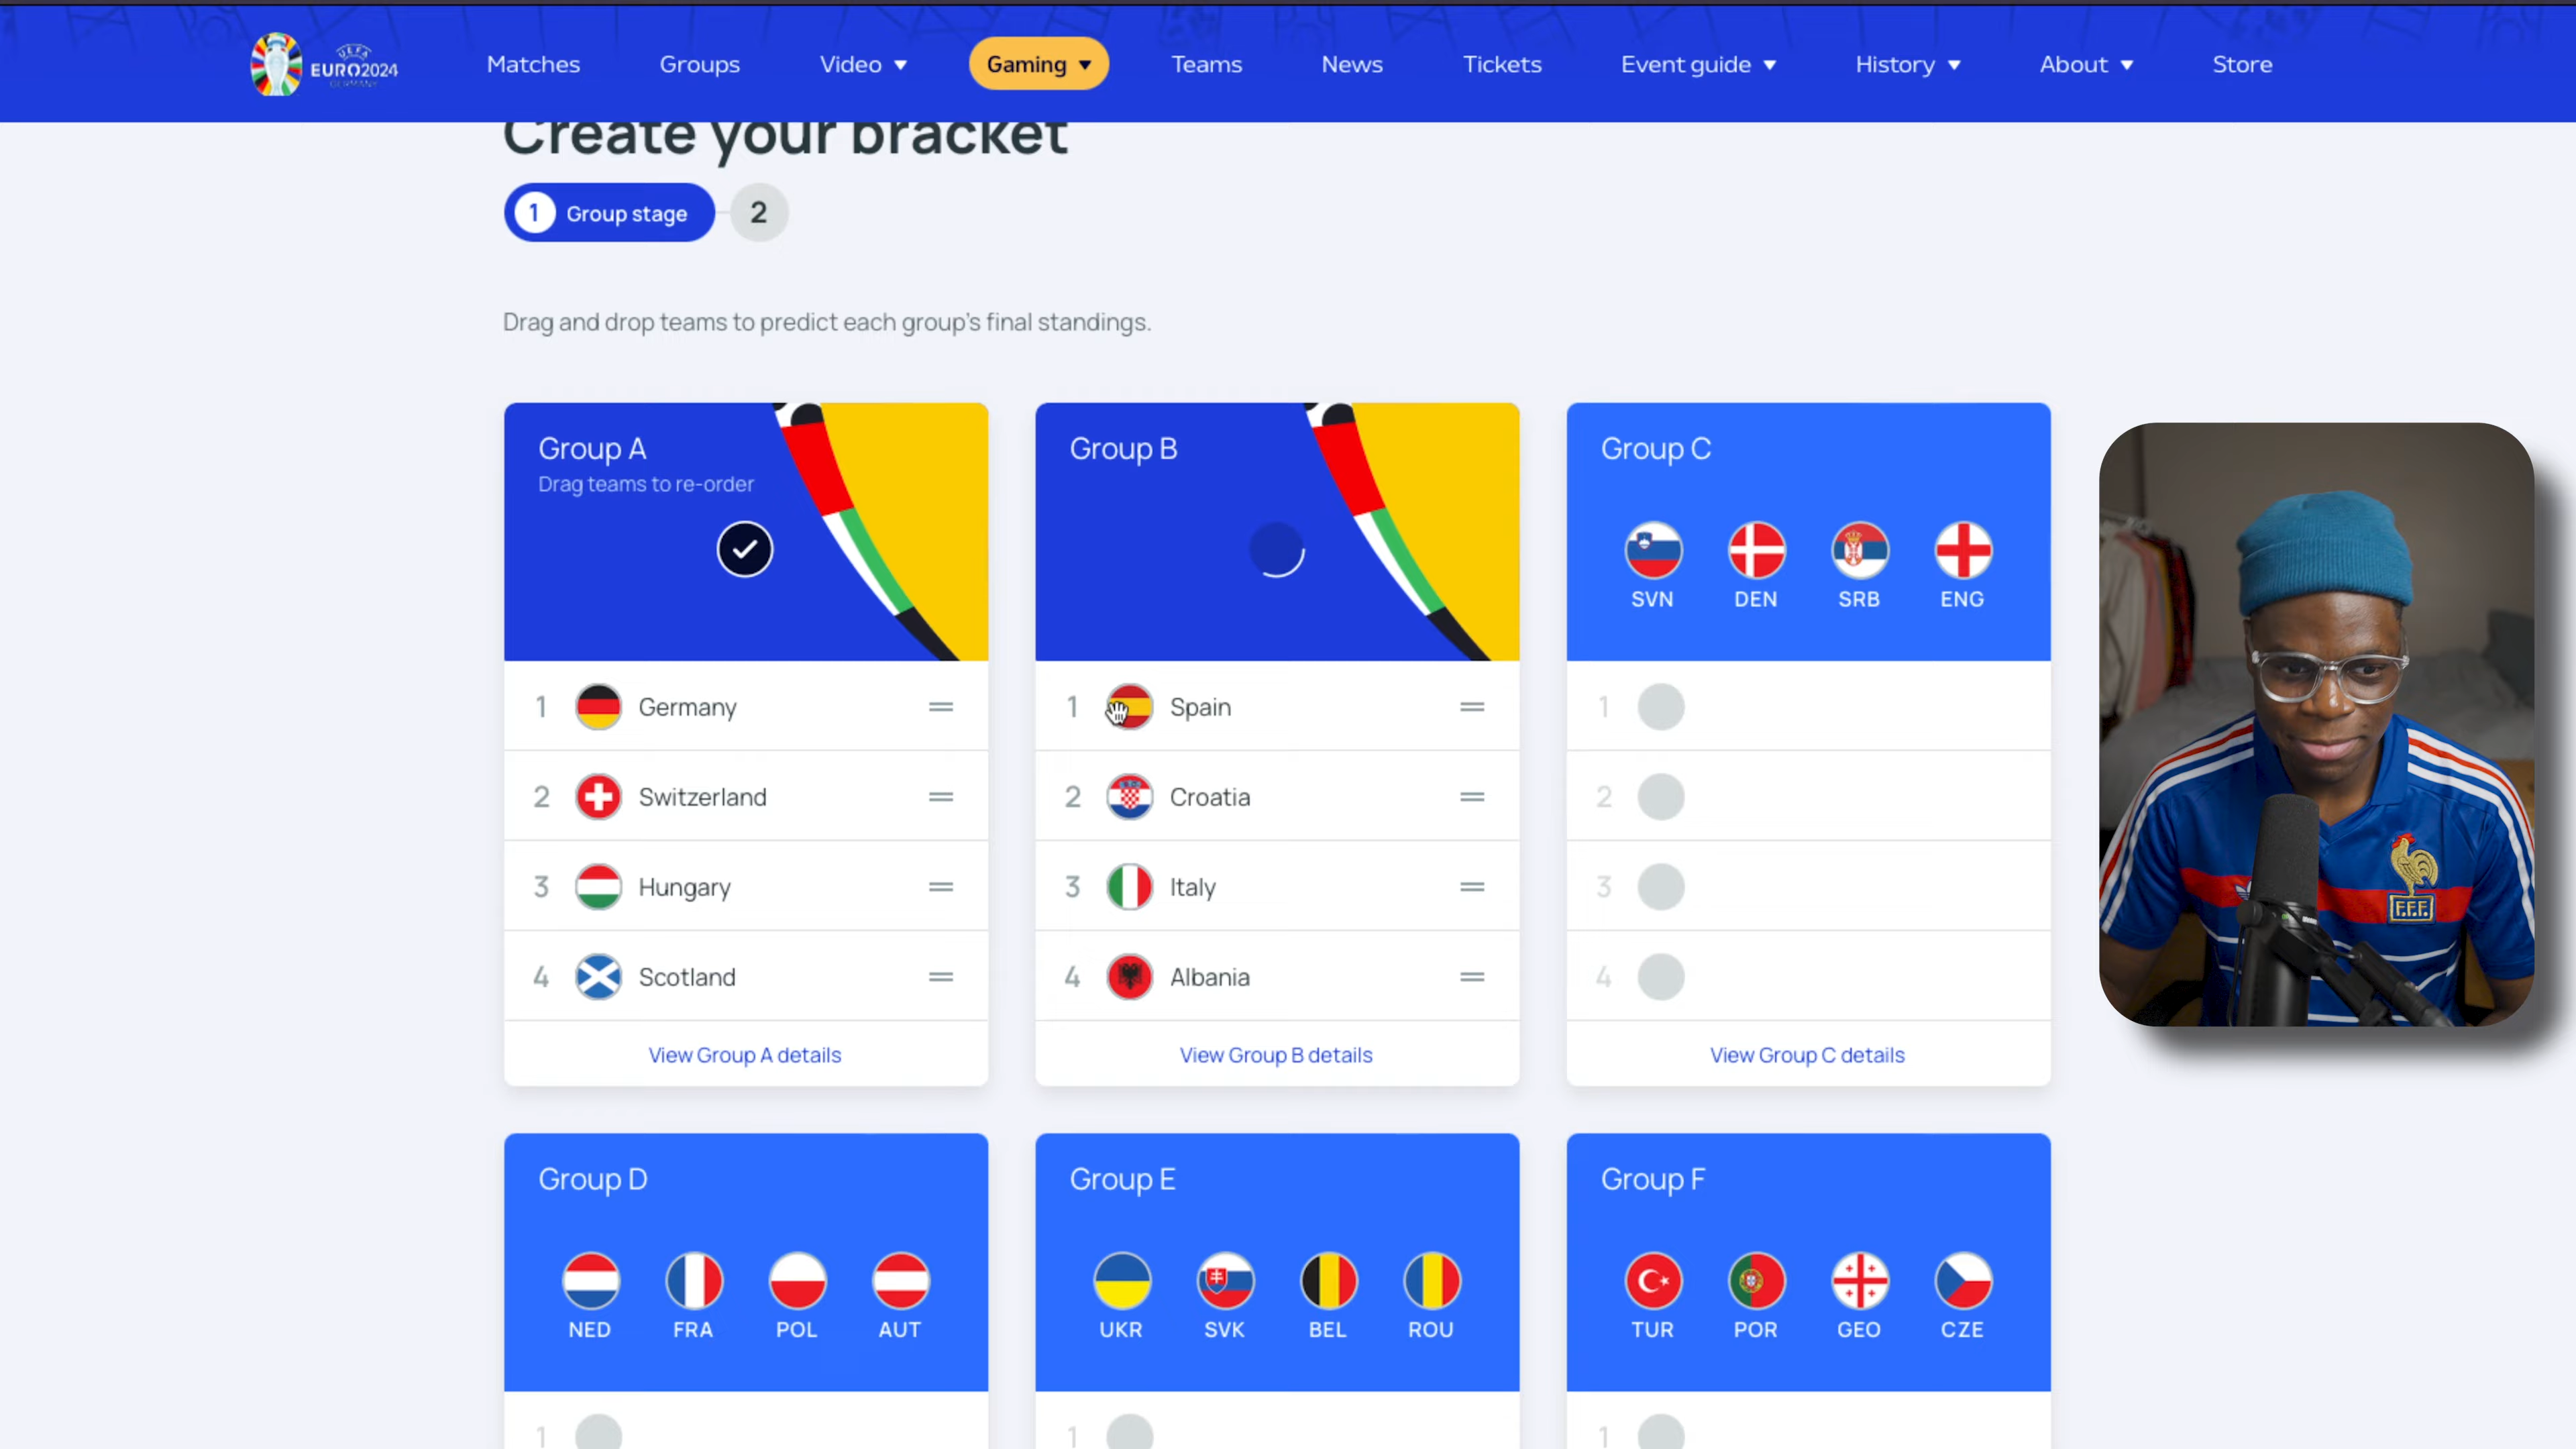 UEFA
EURO2024
GERMANY
Matches
Groups
Video
Gaming
Teams
News
Tickets
Event guide
History
About
Store
Create your bracket
1 Group stage
2
Drag and drop teams to predict each group's final standings.
Group A
Drag teams to re-order
1 Germany
2 Switzerland
3 Hungary
4 Scotland
View Group A details
Group B
1 Spain
2 Croatia
3 Italy
4 Albania
View Group B details
Group C
SVN DEN SRB ENG
1
2
3
4
View Group C details
F.F.F.
Group D
NED FRA POL AUT
1
Group E
UKR SVK BEL ROU
1
Group F
TUR POR GEO CZE
1